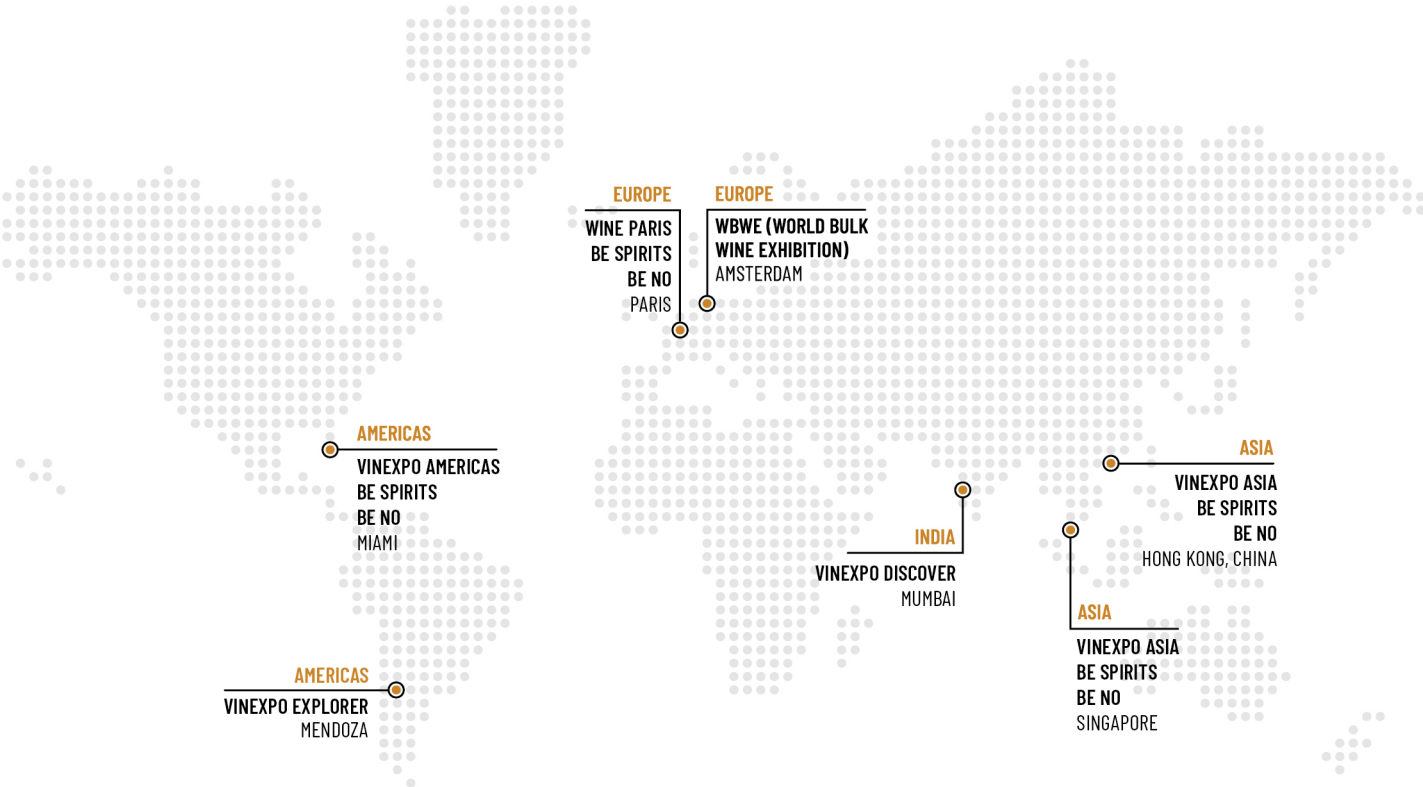 EUROPE
WINE PARIS
BE SPIRITS
BE NO
PARIS
EUROPE
WBWE (WORLD BULK
WINE EXHIBITION)
AMSTERDAM
AMERICAS
VINEXPO AMERICAS
BE SPIRITS
BE NO
MIAMI
ASIA
VINEXPO ASIA
BE SPIRITS
BE NO
HONG KONG, CHINA
INDIA
VINEXPO DISCOVER
MUMBAI
ASIA
VINEXPO ASIA
BE SPIRITS
BE NO
SINGAPORE
AMERICAS
VINEXPO EXPLORER
MENDOZA